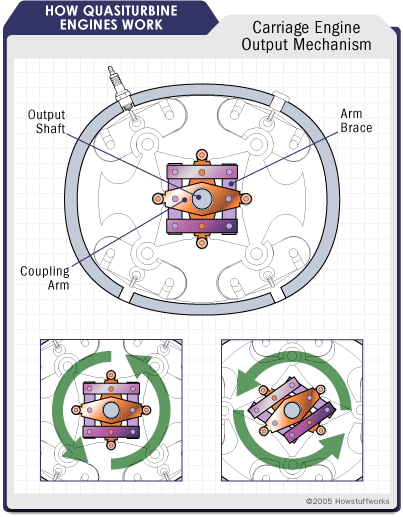 HOW QUASITURBINE
ENGINES WORK
Carriage Engine
Output Mechanism
Output
Shaft
Arm
Brace
Coupling
Arm
©2005 Howstuffworks